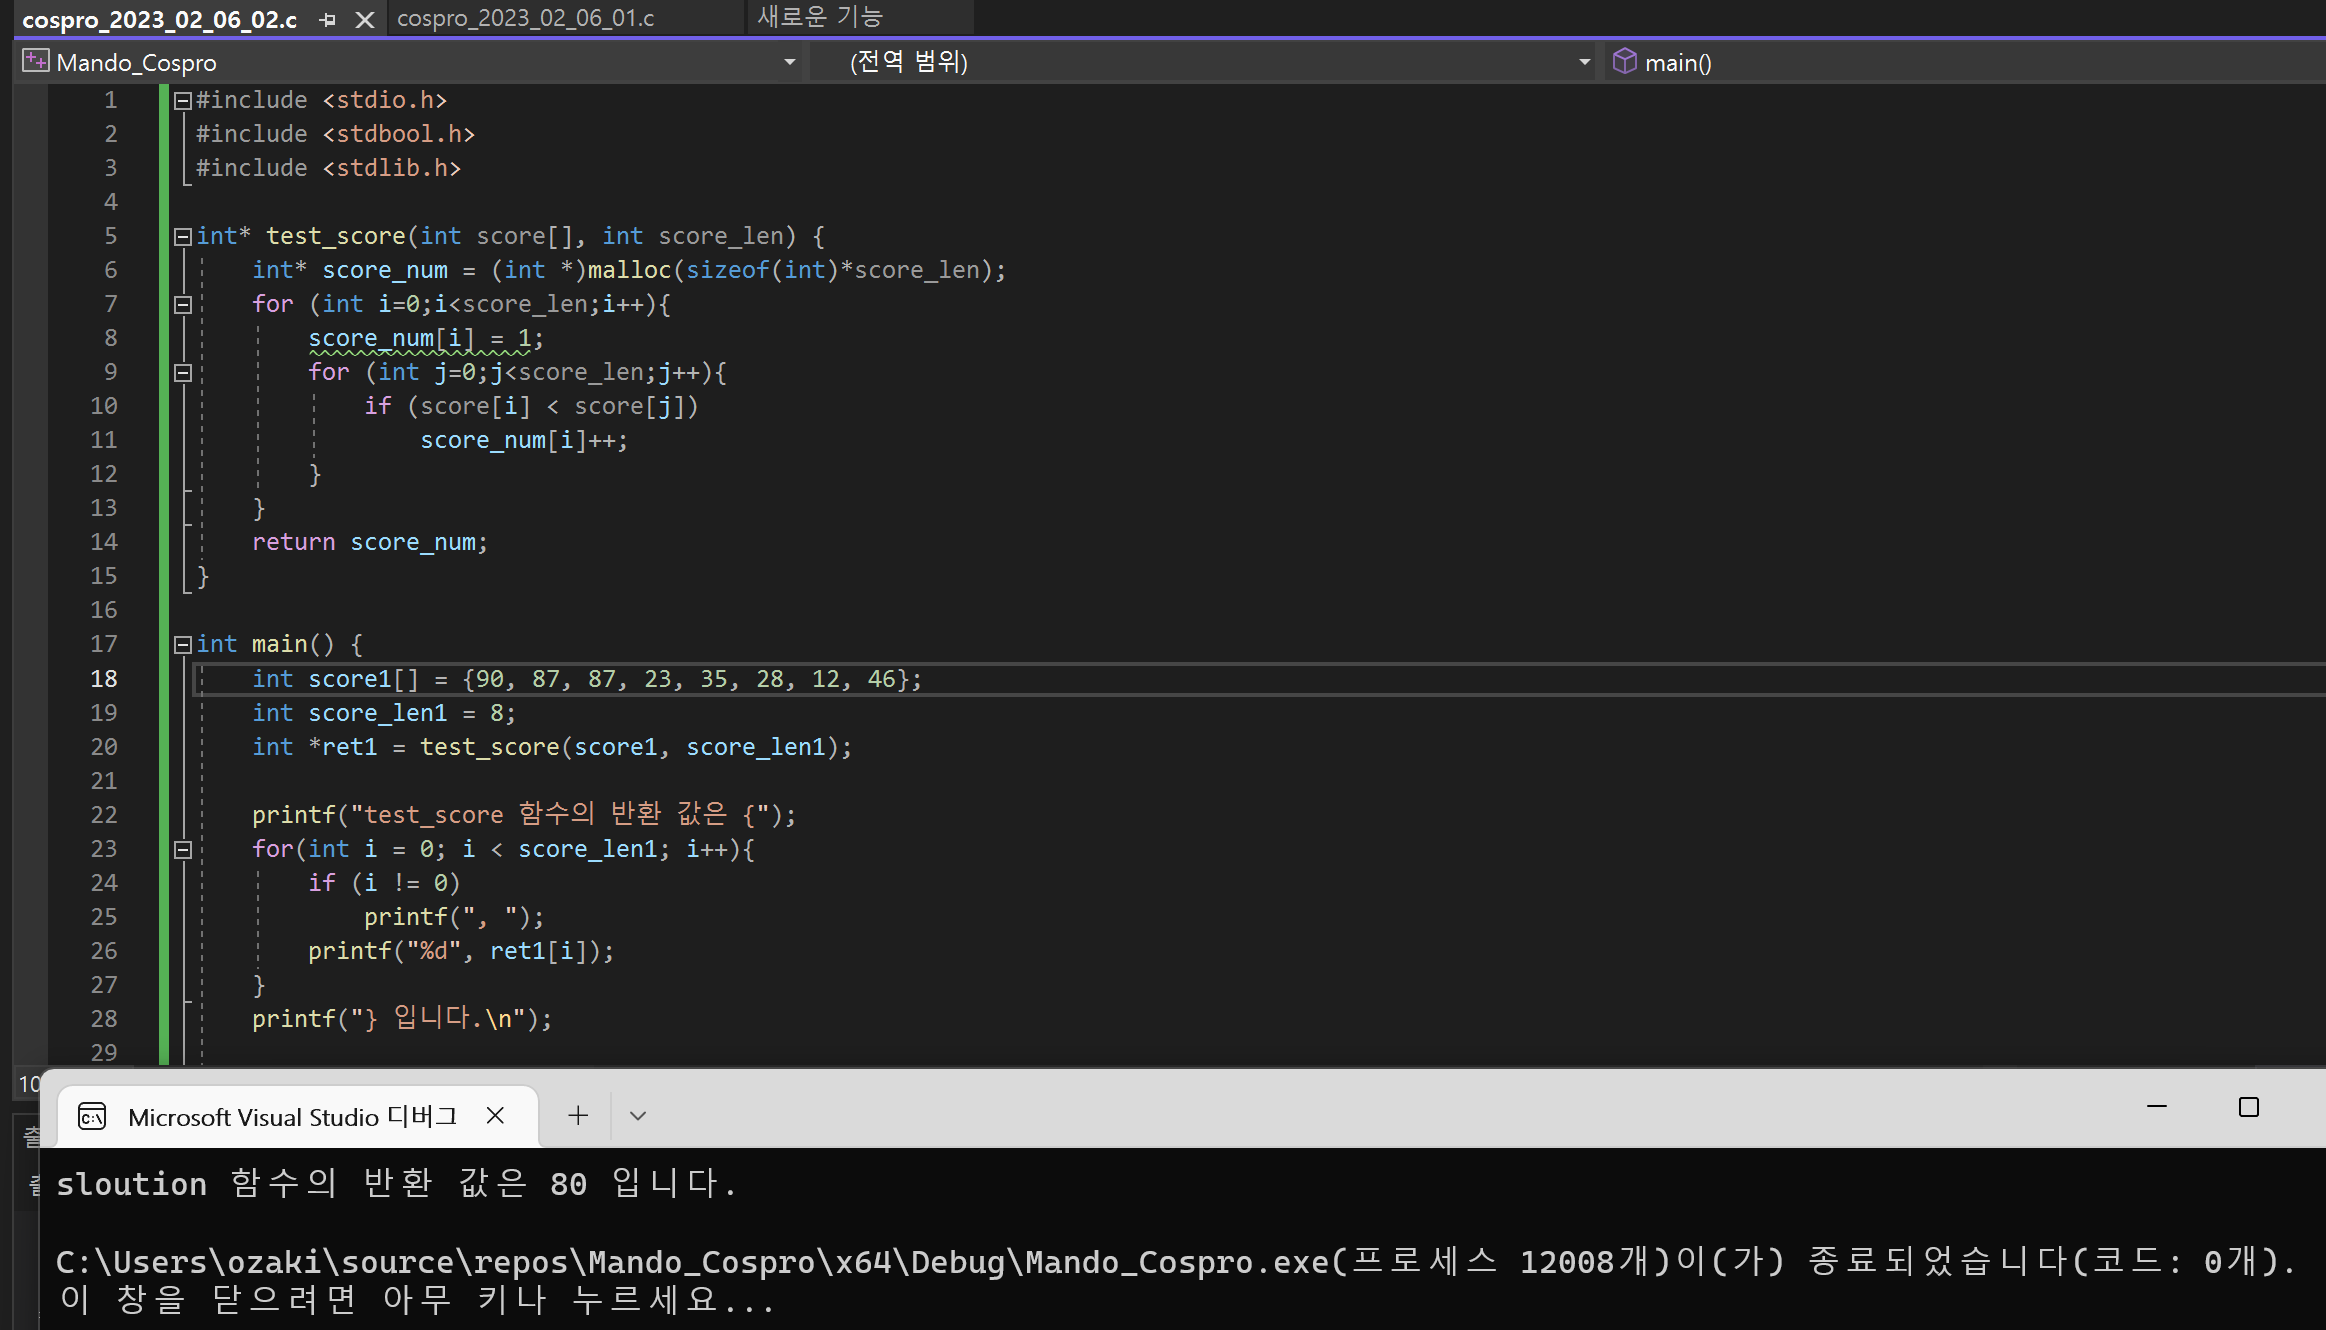 cospro_2023_02_06_02.c cospro_2023_02_06_01.c 새로운 기능
Mando_Cospro (전역 범위) main()
1 #include <stdio.h>
2 #include <stdbool.h>
3 #include <stdlib.h>
4
5 int* test_score(int score[], int score_len) {
6 int* score_num = (int *)malloc(sizeof(int)*score_len);
7 for (int i=0;i<score_len;i++){
8 score_num[i] = 1;
9 for (int j=0;j<score_len;j++){
10 if (score[i] < score[j])
11 score_num[i]++;
12 }
13 }
14 return score_num;
15 }
16
17 int main() {
18 int score1[] = {90, 87, 87, 23, 35, 28, 12, 46};
19 int score_len1 = 8;
20 int *ret1 = test_score(score1, score_len1);
21
22 printf("test_score 함수의 반환 값은 {");
23 for(int i = 0; i < score_len1; i++){
24 if (i != 0)
25 printf(", ");
26 printf("%d", ret1[i]);
27 }
28 printf("} 입니다.\n");
29
10
Microsoft Visual Studio 디버그
sloution 함수의 반환 값은 80 입니다.
C:\Users\ozaki\source\repos\Mando_Cospro\x64\Debug\Mando_Cospro.exe(프로세스 12008개)이(가) 종료되었습니다(코드: 0개).
이 창을 닫으려면 아무 키나 누르세요...